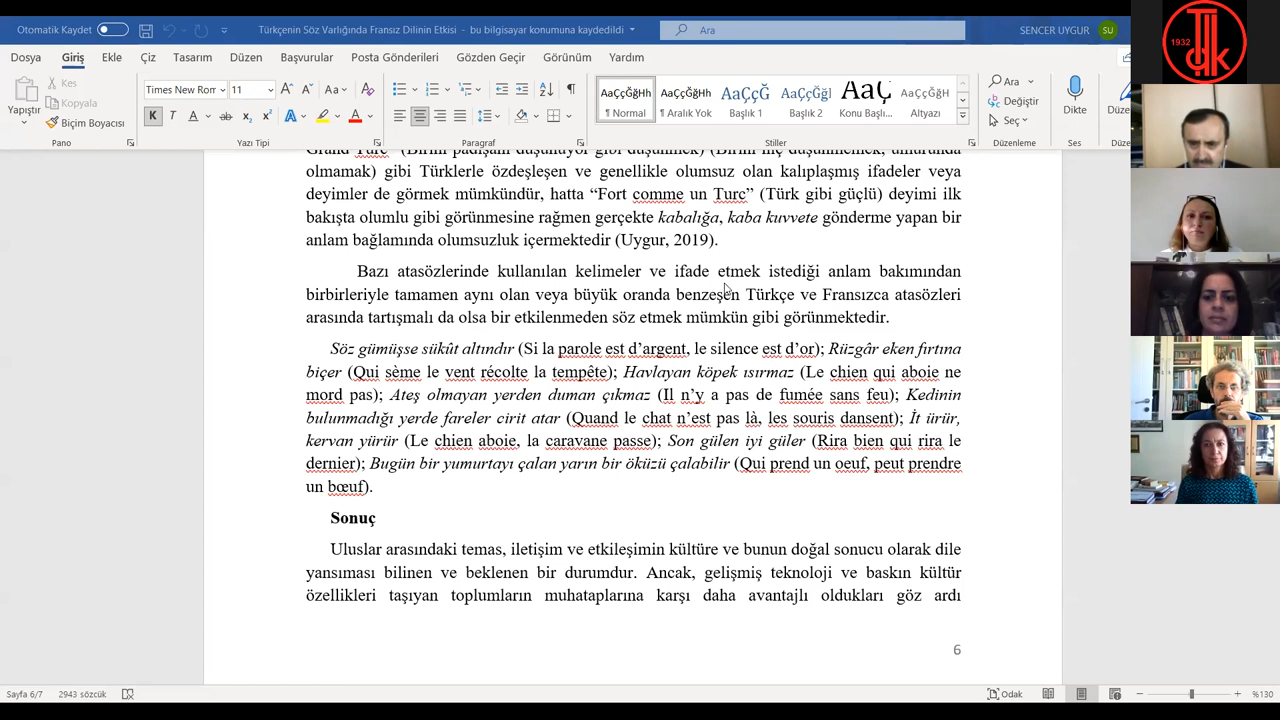 Otomatik Kaydet
Türkçenin Söz Varlığında Fransız Dilinin Etkisi - bu bilgisayar konumuna kaydedildi
Ara
SENCER UYGUR SU
Dosya Giriş Ekle Çiz Tasarım Düzen Başvurular Posta Gönderileri Gözden Geçir Görünüm Yardım
Yapıştır
Kes
Kopyala
Biçim Boyacısı
Pano
Times New Rom 11
Yazı Tipi
Paragraf
AaÇçĞğHh AaÇçĞğHh AaÇçĞ AaÇçĞğl AaÇç AaÇçĞğH
¶ Normal ¶ Aralık Yok Başlık 1 Başlık 2 Konu Başlı... Altyazı
Stiller
Ara
Değiştir
Seç
Düzenleme
Dikte
Ses
Düze
1932
olmamak) gibi Türklerle özdeşleşen ve genellikle olumsuz olan kalıplaşmış ifadeler veya
deyimler de görmek mümkündür, hatta “Fort comme un Turc” (Türk gibi güçlü) deyimi ilk
bakışta olumlu gibi görünmesine rağmen gerçekte kabalığa, kaba kuvvete gönderme yapan bir
anlam bağlamında olumsuzluk içermektedir (Uygur, 2019).
Bazı atasözlerinde kullanılan kelimeler ve ifade etmek istediği anlam bakımından
birbirleriyle tamamen aynı olan veya büyük oranda benzeşen Türkçe ve Fransızca atasözleri
arasında tartışmalı da olsa bir etkilenmeden söz etmek mümkün gibi görünmektedir.
Söz gümüşse sükût altındır (Si la parole est d’argent, le silence est d’or); Rüzgâr eken fırtına
biçer (Qui sème le vent récolte la tempête); Havlayan köpek ısırmaz (Le chien qui aboie ne
mord pas); Ateş olmayan yerden duman çıkmaz (Il n’y a pas de fumée sans feu); Kedinin
bulunmadığı yerde fareler cirit atar (Quand le chat n’est pas là, les souris dansent); İt ürür,
kervan yürür (Le chien aboie, la caravane passe); Son gülen iyi güler (Rira bien qui rira le
dernier); Bugün bir yumurtayı çalan yarın bir öküzü çalabilir (Qui prend un oeuf, peut prendre
un bœuf).
Sonuç
Uluslar arasındaki temas, iletişim ve etkileşimin kültüre ve bunun doğal sonucu olarak dile
yansıması bilinen ve beklenen bir durumdur. Ancak, gelişmiş teknoloji ve baskın kültür
özellikleri taşıyan toplumların muhataplarına karşı daha avantajlı oldukları göz ardı
6
Sayfa 6/7 2943 sözcük
Odak
%130